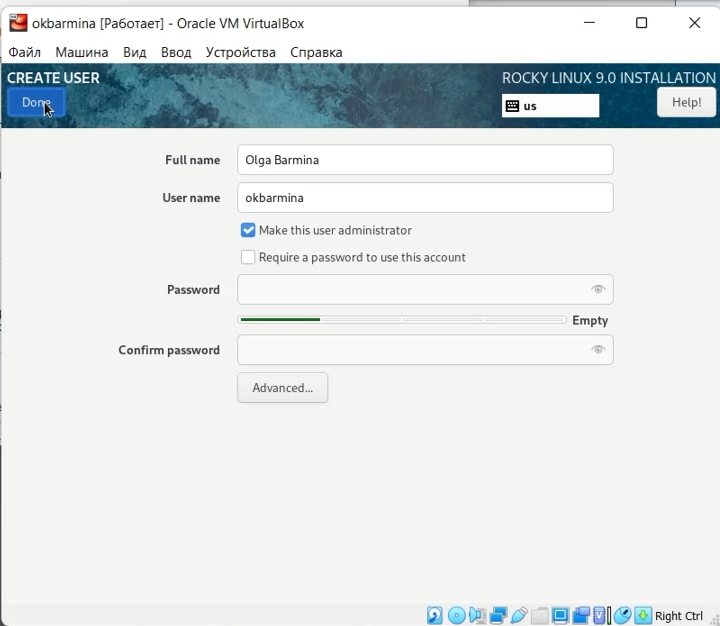 okbarmina [Работает] - Oracle VM VirtualBox
Файл Машина Вид Ввод Устройства Справка
CREATE USER ROCKY LINUX 9.0 INSTALLATION
Done us Help!
Full name Olga Barmina
User name okbarmina
Make this user administrator
Require a password to use this account
Password
Empty
Confirm password
Advanced...
Right Ctrl